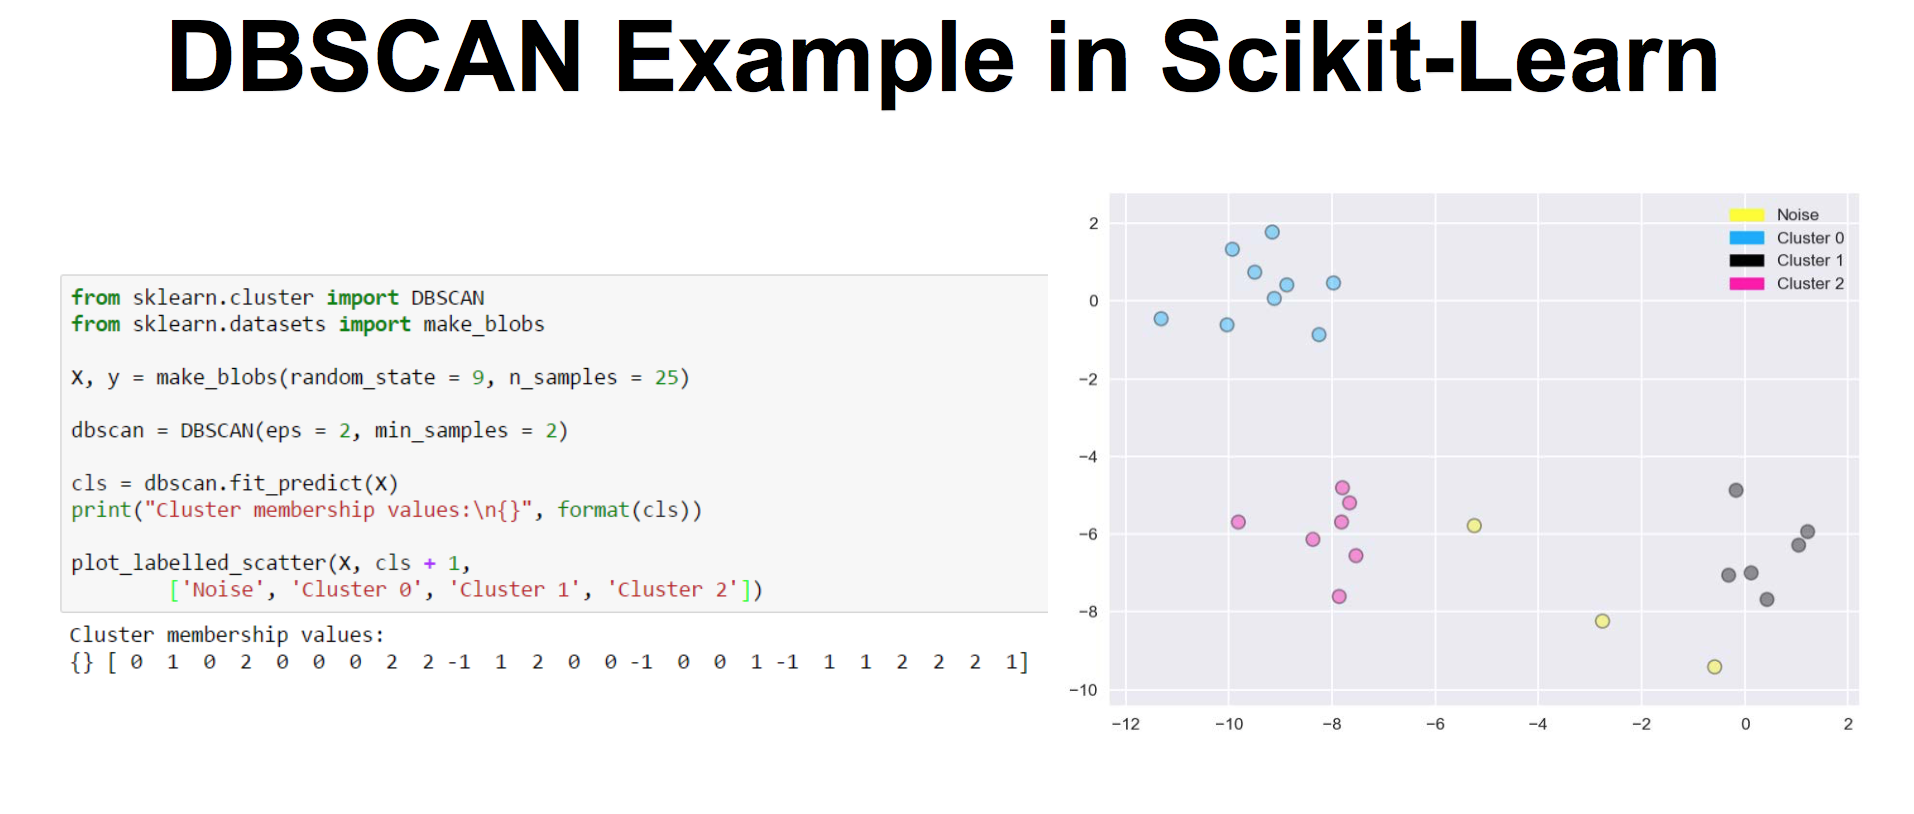 DBSCAN Example in Scikit-Learn
from sklearn.cluster import DBSCAN
from sklearn.datasets import make_blobs
X, y = make_blobs(random_state = 9, n_samples = 25)
dbscan = DBSCAN(eps = 2, min_samples = 2)
cls = dbscan.fit_predict(X)
print("Cluster membership values:\n{}", format(cls))
plot_labelled_scatter(X, cls + 1,
['Noise', 'Cluster 0', 'Cluster 1', 'Cluster 2'])
Cluster membership values:
{} [ 0 1 0 2 0 0 0 2 2 -1 1 2 0 0 -1 0 0 1 -1 1 1 2 2 2 1]
Noise
Cluster 0
Cluster 1
Cluster 2
2
0
−2
−4
−6
−8
−10
−12 −10 −8 −6 −4 −2 0 2